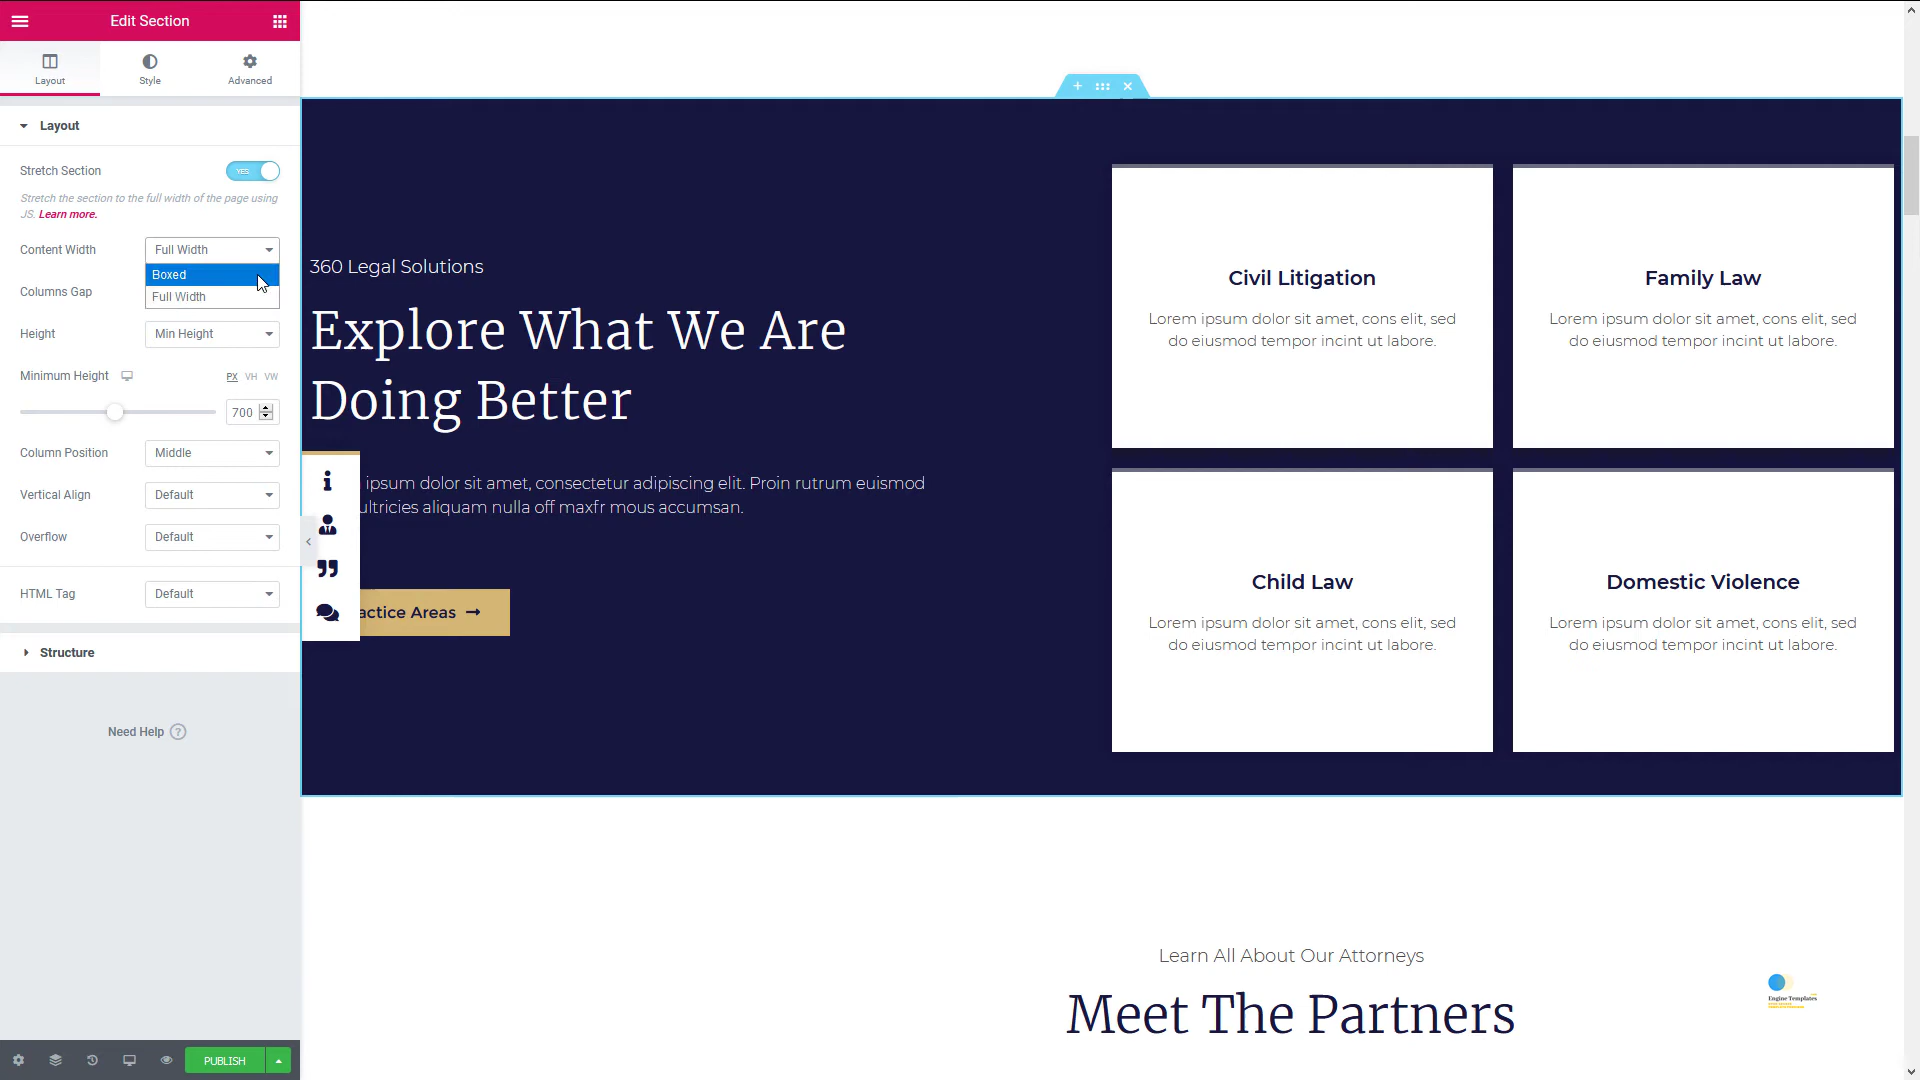 Edit Section
Layout
Style
Advanced
Layout
Stretch Section
YES
Stretch the section to the full width of the page using
JS. Learn more.
Content Width
Full Width
Boxed
Full Width
Columns Gap
Height
Min Height
Minimum Height
PX VH VW
700
Column Position
Middle
Vertical Align
Default
Overflow
Default
HTML Tag
Default
Structure
Need Help ?
PUBLISH
360 Legal Solutions
Explore What We Are
Doing Better
ipsum dolor sit amet, consectetur adipiscing elit. Proin rutrum euismod
ultricies aliquam nulla off maxfr mous accumsan.
actice Areas
Civil Litigation
Lorem ipsum dolor sit amet, cons elit, sed
do eiusmod tempor incint ut labore.
Family Law
Lorem ipsum dolor sit amet, cons elit, sed
do eiusmod tempor incint ut labore.
Child Law
Lorem ipsum dolor sit amet, cons elit, sed
do eiusmod tempor incint ut labore.
Domestic Violence
Lorem ipsum dolor sit amet, cons elit, sed
do eiusmod tempor incint ut labore.
Learn All About Our Attorneys
Meet The Partners
Engine Templates